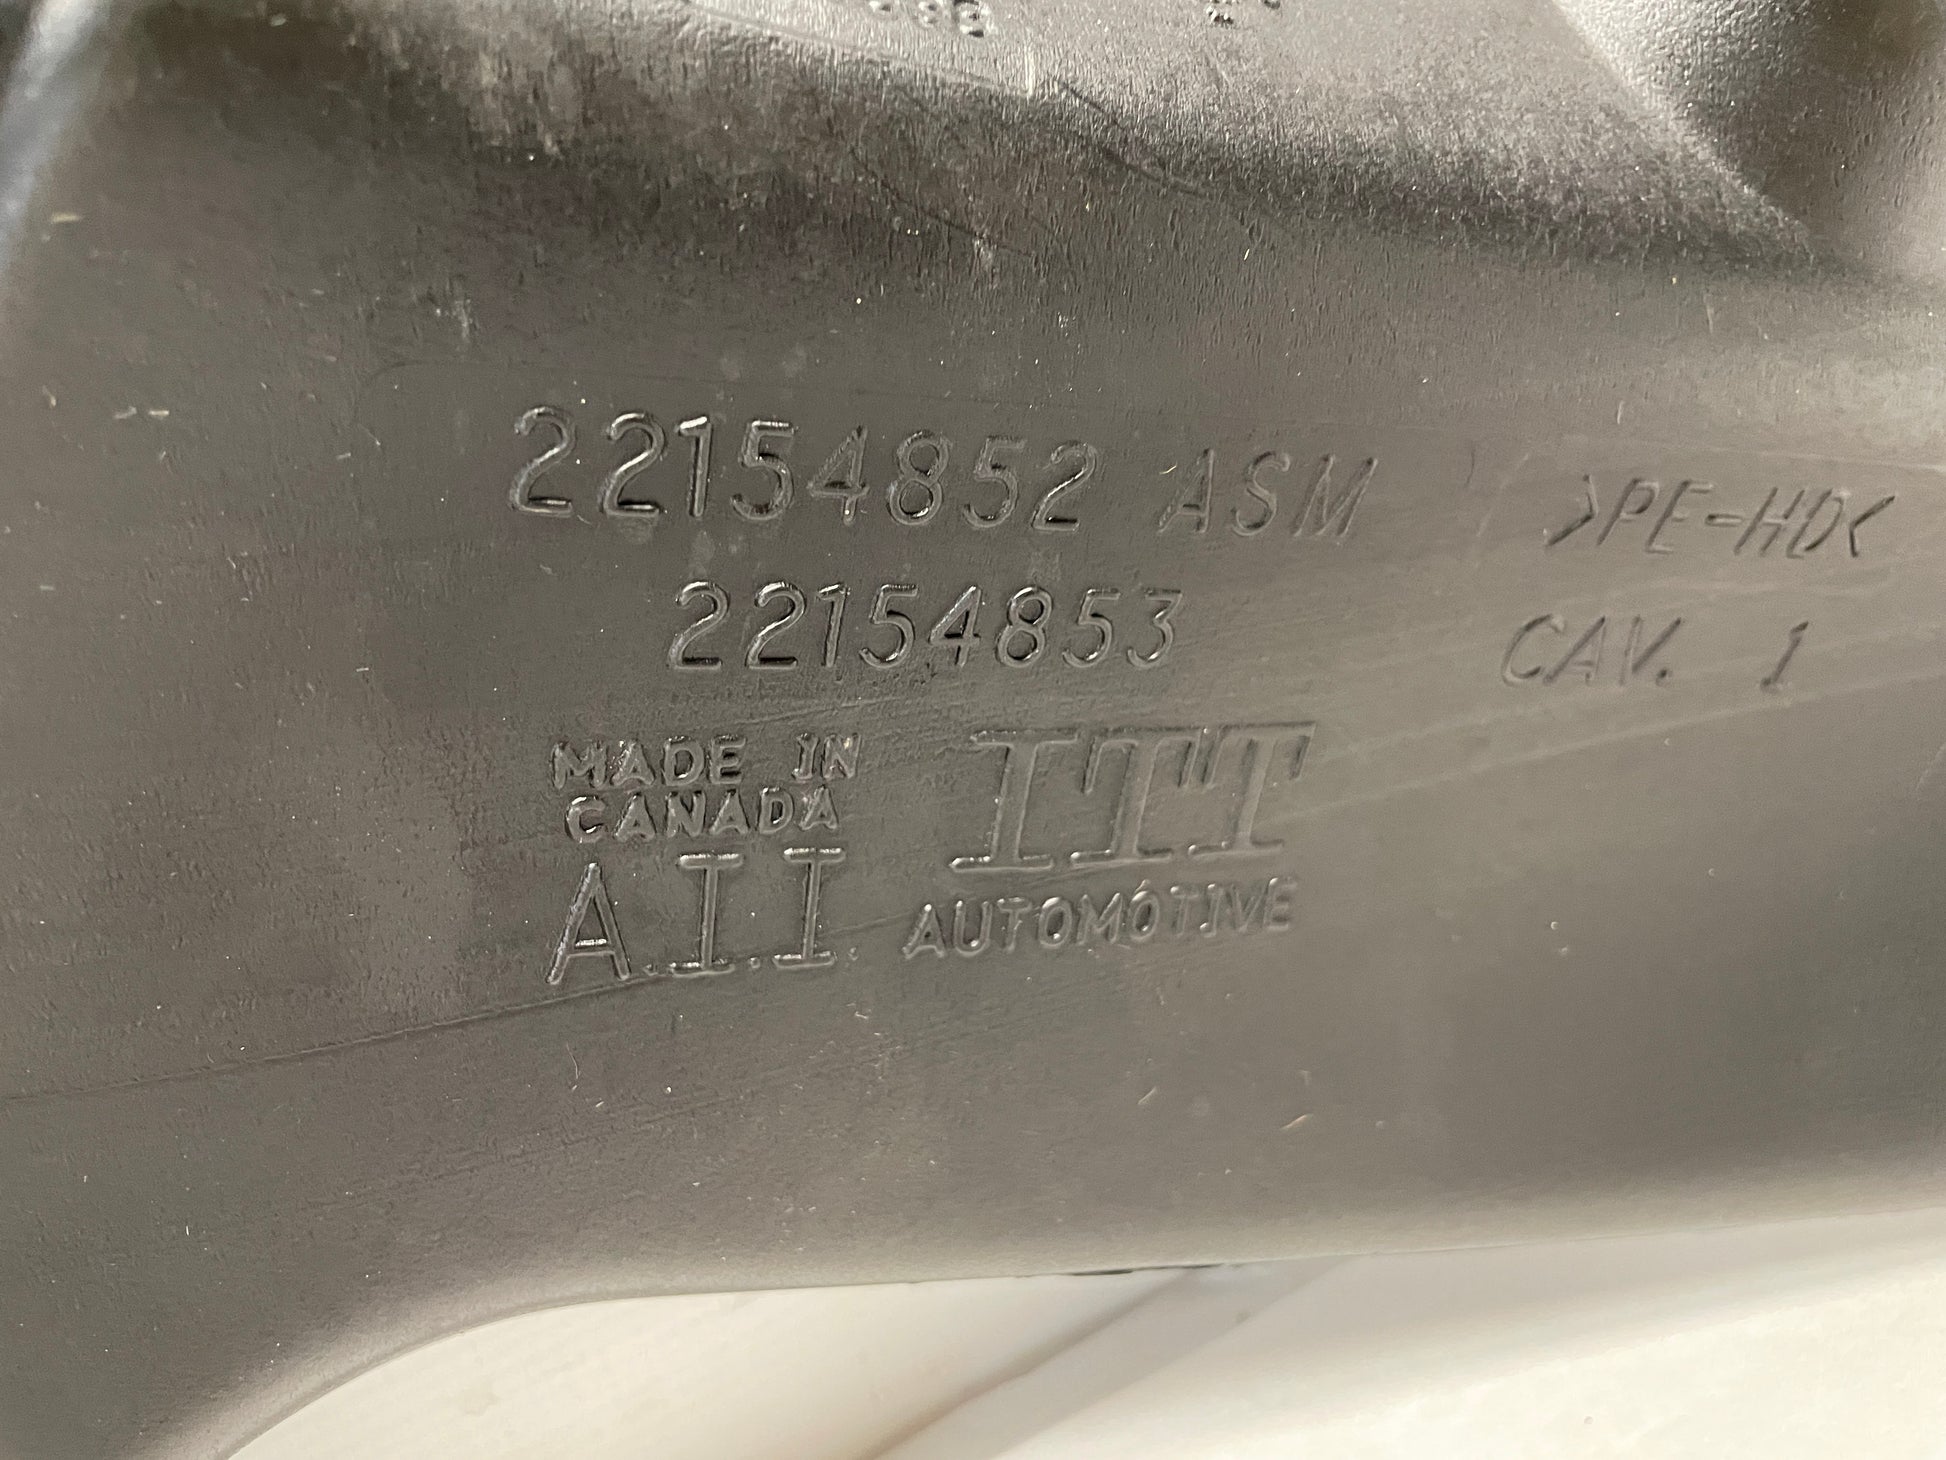 22154852 ASM >PE-HD<
22154853 CAV. 1
MADE IN
CANADA
ITT
A.I.I.
AUTOMOTIVE